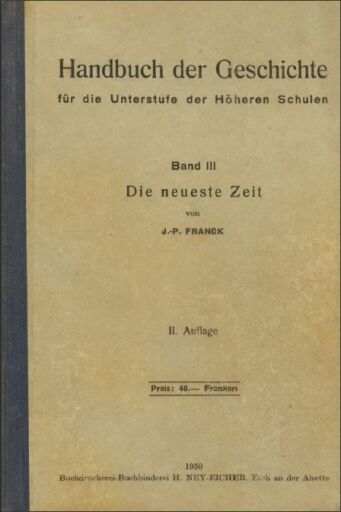 Handbuch der Geschichte
für die Unterstufe der Höheren Schulen
Band III
Die neueste Zeit
von
J.-P. FRANCK
II. Auflage
Preis: 40.— Franken
1950
Buchdruckerei-Buchbinderei H. NEY-EICHER, Esch an der Alzette